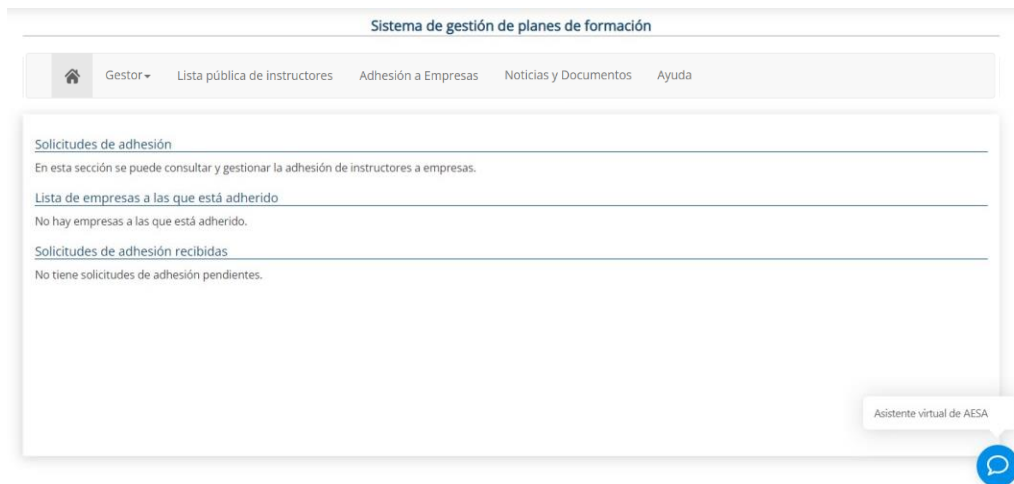 Sistema de gestión de planes de formación
Gestor Lista pública de instructores Adhesión a Empresas Noticias y Documentos Ayuda
Solicitudes de adhesión
En esta sección se puede consultar y gestionar la adhesión de instructores a empresas.
Lista de empresas a las que está adherido
No hay empresas a las que está adherido.
Solicitudes de adhesión recibidas
No tiene solicitudes de adhesión pendientes.
Asistente virtual de AESA